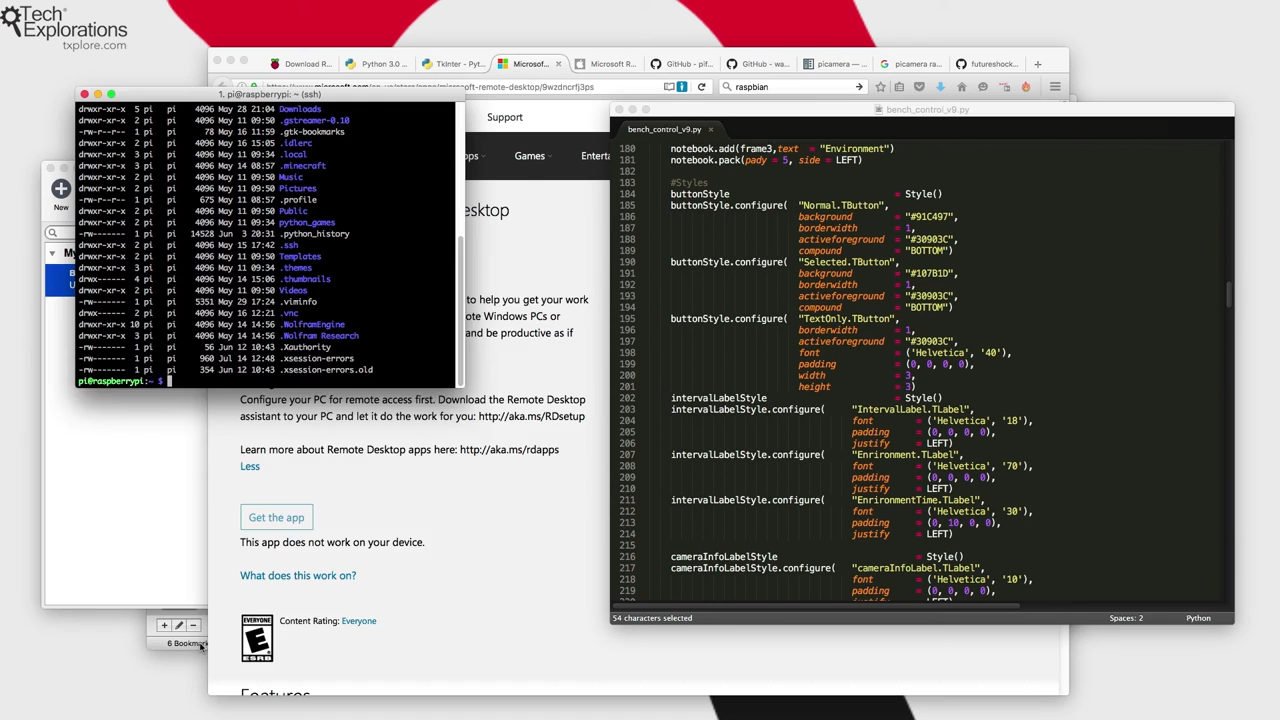 Tech
Explorations
txplore.com
Download R...
Python 3.0 ...
TkInter - Pyt...
Microsof...
Microsoft R...
GitHub - pif...
GitHub - wa...
picamera — ...
picamera ra...
futureshock...
raspbian
1. pi@raspberrypi: ~ (ssh)
drwxr-xr-x 5 pi pi 4096 May 28 21:04 Downloads
drwxr-xr-x 2 pi pi 4096 May 11 09:50 .gstreamer-0.10
-rw-r--r-- 1 pi pi 78 May 16 11:59 .gtk-bookmarks
drwxr-xr-x 2 pi pi 4096 May 16 15:05 .idlerc
drwxr-xr-x 3 pi pi 4096 May 11 09:34 .local
drwxr-xr-x 3 pi pi 4096 May 14 08:57 .minecraft
drwxr-xr-x 2 pi pi 4096 May 11 09:50 Music
drwxr-xr-x 2 pi pi 4096 May 11 09:50 Pictures
-rw-r--r-- 1 pi pi 675 May 11 08:57 .profile
drwxr-xr-x 2 pi pi 4096 May 11 09:50 Public
drwxrwxr-x 2 pi pi 4096 May 11 09:34 python_games
-rw------- 1 pi pi 14528 Jun 3 20:31 .python_history
drwxr-xr-x 2 pi pi 4096 May 15 17:42 .ssh
drwxr-xr-x 2 pi pi 4096 May 11 09:50 Templates
drwxr-xr-x 3 pi pi 4096 May 11 09:34 .themes
drwx------ 4 pi pi 4096 May 14 15:06 .thumbnails
drwxr-xr-x 2 pi pi 4096 May 11 09:50 Videos
-rw------- 1 pi pi 5351 May 29 17:24 .viminfo
drwx------ 2 pi pi 4096 May 16 12:21 .vnc
drwxr-xr-x 10 pi pi 4096 May 14 14:56 .WolframEngine
drwxr-xr-x 3 pi pi 4096 May 14 14:56 .Wolfram Research
-rw------- 1 pi pi 56 Jun 12 10:43 .Xauthority
-rw------- 1 pi pi 960 Jul 14 12:48 .xsession-errors
-rw------- 1 pi pi 354 Jun 12 10:43 .xsession-errors.old
pi@raspberrypi:~ $
New
Support
Games
Enterta
esktop
to help you get your work
ote Windows PCs or
and be productive as if
Configure your PC for remote access first. Download the Remote Desktop
assistant to your PC and let it do the work for you: http://aka.ms/RDsetup
Learn more about Remote Desktop apps here: http://aka.ms/rdapps
Less
Get the app
This app does not work on your device.
What does this work on?
EVERYONE
E
ESRB
Content Rating: Everyone
Features
6 Bookmark
bench_control_v9.py
bench_control_v9.py
180 notebook.add(frame3,text = "Environment")
181 notebook.pack(pady = 5, side = LEFT)
182
183 #Styles
184 buttonStyle = Style()
185 buttonStyle.configure( "Normal.TButton",
186 background = "#91C497",
187 borderwidth = 1,
188 activeforeground = "#30903C",
189 compound = "BOTTOM")
190 buttonStyle.configure( "Selected.TButton",
191 background = "#107B1D",
192 borderwidth = 1,
193 activeforeground = "#30903C",
194 compound = "BOTTOM")
195 buttonStyle.configure( "TextOnly.TButton",
196 borderwidth = 1,
197 activeforeground = "#30903C",
198 font = ('Helvetica', '40'),
199 padding = (0, 0, 0, 0),
200 width = 3,
201 height = 3)
202 intervalLabelStyle = Style()
203 intervalLabelStyle.configure( "IntervalLabel.TLabel",
204 font = ('Helvetica', '18'),
205 padding = (0, 0, 0, 0),
206 justify = LEFT)
207 intervalLabelStyle.configure( "Enrironment.TLabel",
208 font = ('Helvetica', '70'),
209 padding = (0, 0, 0, 0),
210 justify = LEFT)
211 intervalLabelStyle.configure( "EnrironmentTime.TLabel",
212 font = ('Helvetica', '30'),
213 padding = (0, 10, 0, 0),
214 justify = LEFT)
215
216 cameraInfoLabelStyle = Style()
217 cameraInfoLabelStyle.configure( "cameraInfoLabel.TLabel",
218 font = ('Helvetica', '10'),
219 padding = (0, 0, 0, 0),
54 characters selected
Spaces: 2
Python